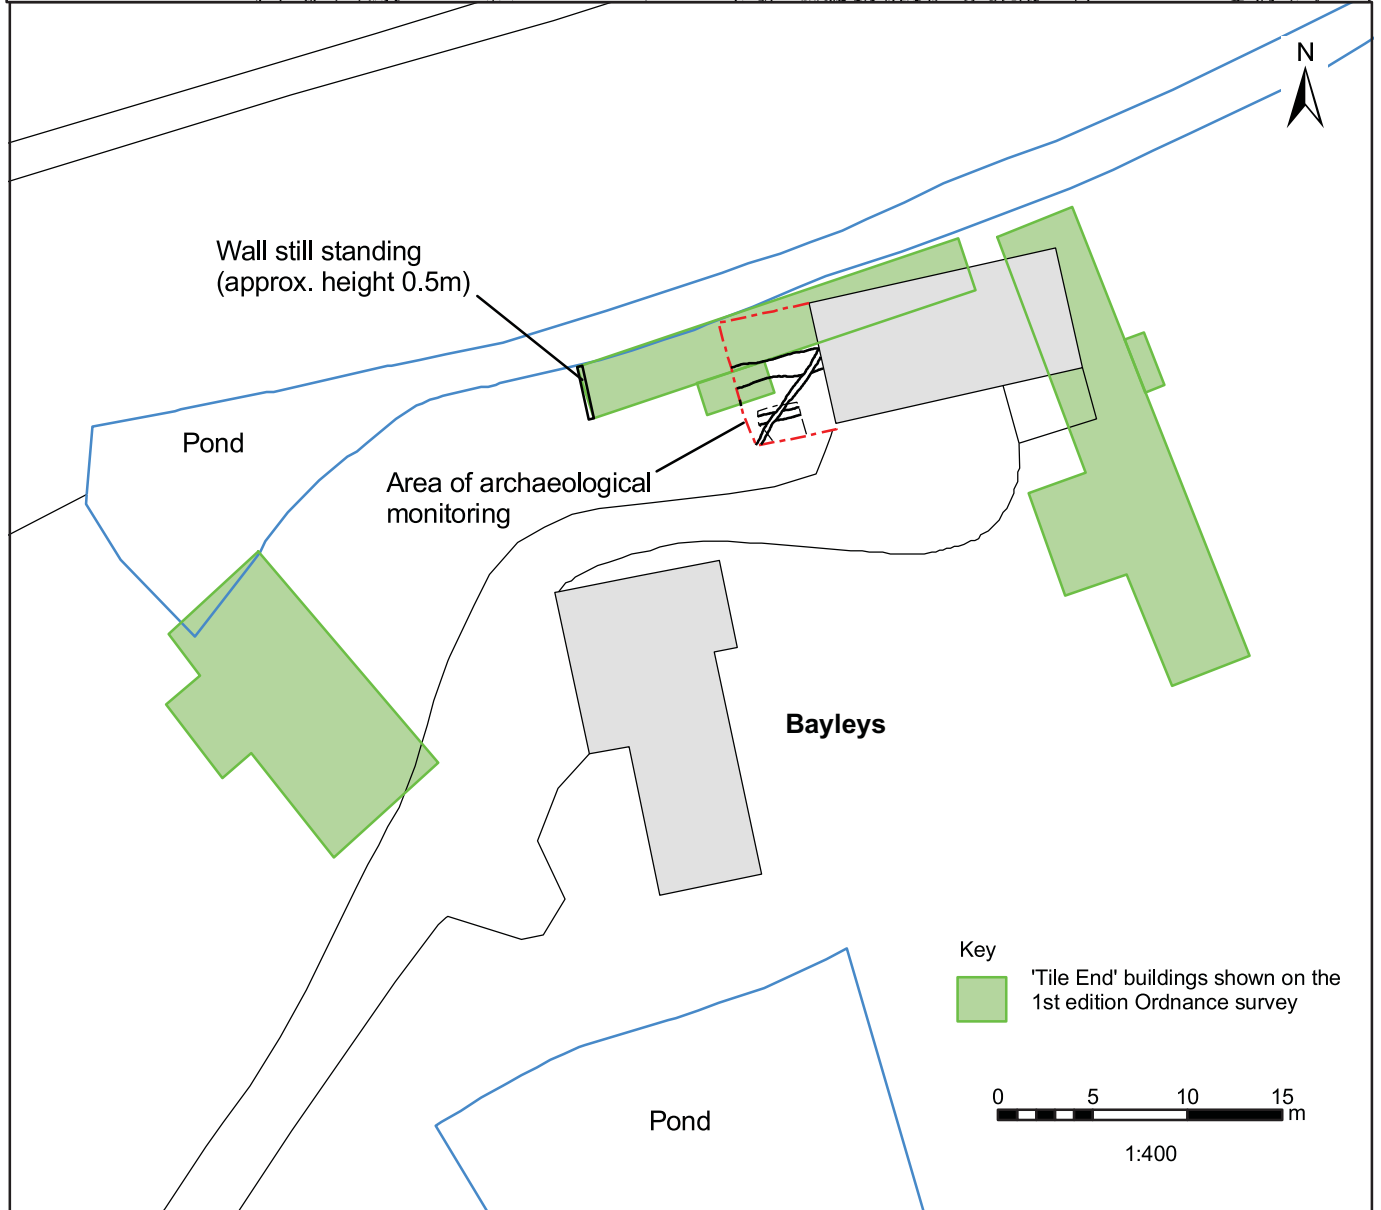 N
Wall still standing
(approx. height 0.5m)
Pond
Area of archaeological
monitoring
Bayleys
Key
'Tile End' buildings shown on the
1st edition Ordnance survey
0 5 10 15
m
Pond
1:400